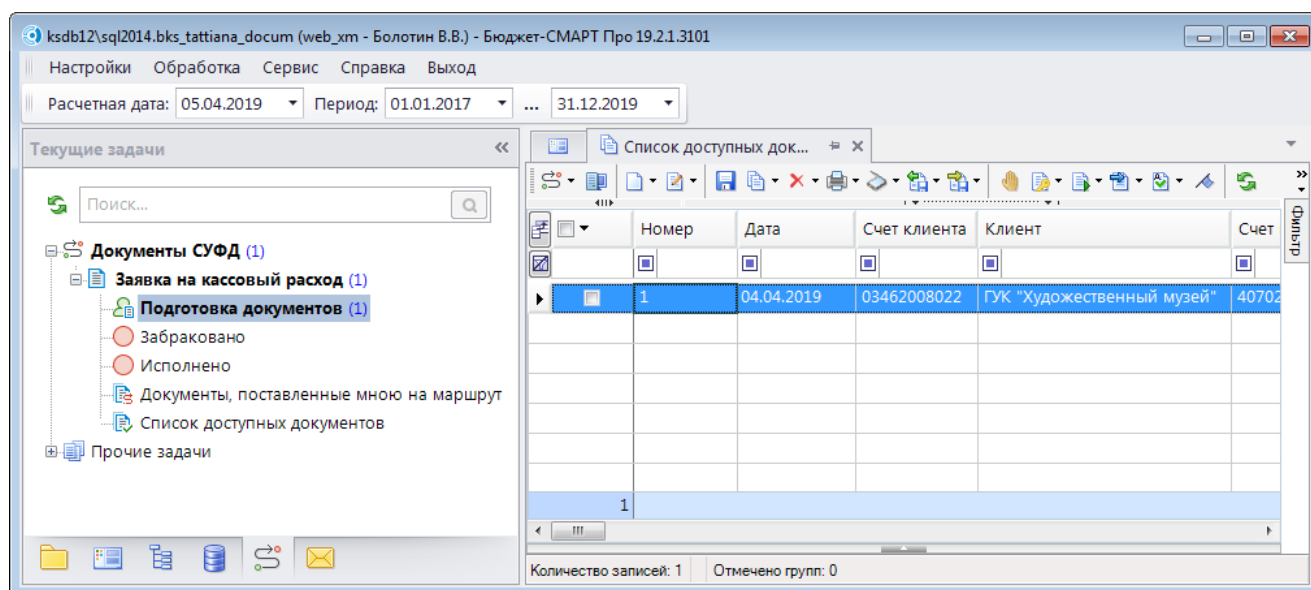 ksdb12\sql2014.bks_tattiana_docum (web_xm - Болотин В.В.) - Бюджет-СМАРТ Про 19.2.1.3101
Настройки Обработка Сервис Справка Выход
Расчетная дата: 05.04.2019 Период: 01.01.2017 ... 31.12.2019
Текущие задачи
Список доступных док...
Поиск...
Документы СУФД (1)
Заявка на кассовый расход (1)
Подготовка документов (1)
Забраковано
Исполнено
Документы, поставленные мною на маршрут
Список доступных документов
Прочие задачи
Номер Дата Счет клиента Клиент Счет
1 04.04.2019 03462008022 ГУК "Художественный музей" 40702
1
Фильтр
Количество записей: 1 Отмечено групп: 0